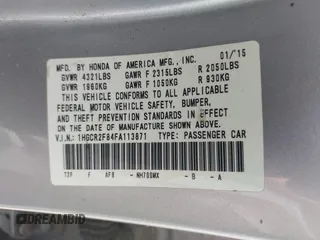 MFD. BY HONDA OF AMERICA MFG., INC. 01/'15
GVWR 4321LBS GAWR F 2315LBS R 2050LBS
GVWR 1960KG GAWR F 1050KG R 930KG
THIS VEHICLE CONFORMS TO ALL APPLICABLE
FEDERAL MOTOR VEHICLE SAFETY, BUMPER,
AND THEFT PREVENTION STANDARDS IN EFFECT
ON THE DATE OF MANUFACTURE SHOWN ABOVE.
V.I.N.: 1HGCR2F84FA113871 TYPE: PASSENGER CAR
F AF8 NH700MX - B - A
DREAMBID